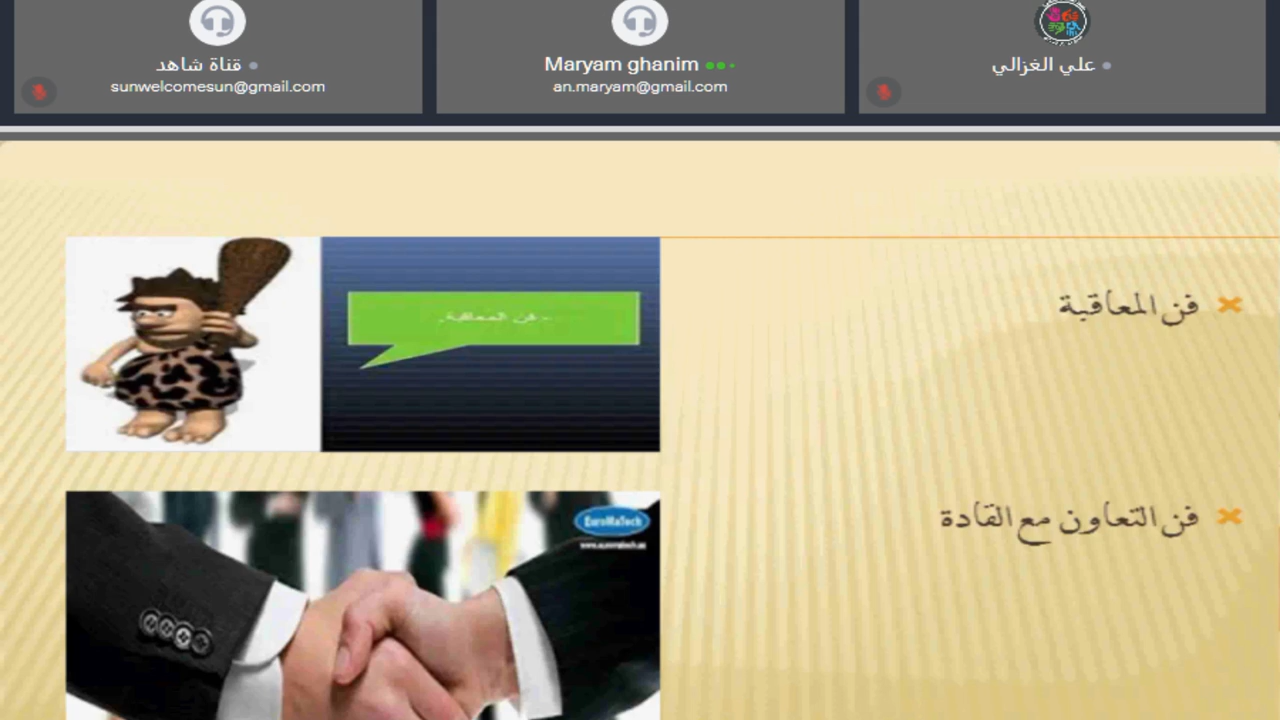 قناة شاهد
sunwelcomesun@gmail.com
Maryam ghanim
an.maryam@gmail.com
علي الغزالي
فن المعاقبة
- فن المعاقبة.
فن التعاون مع القادة
EuroMaTech